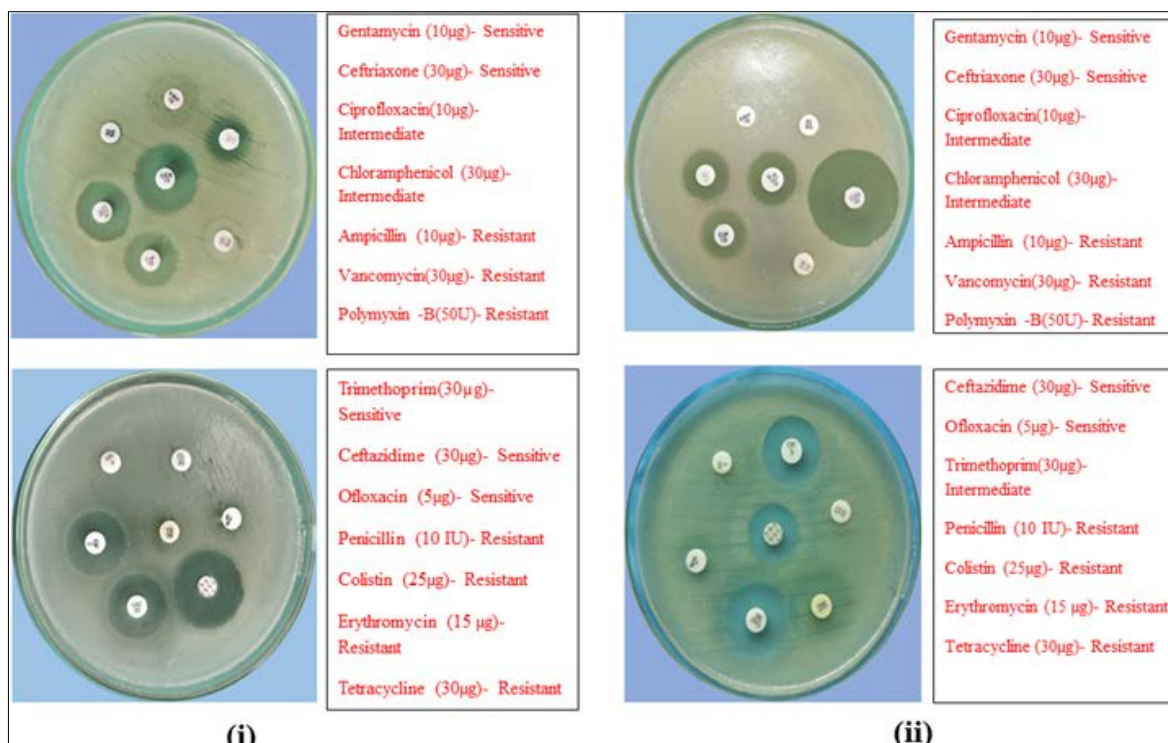 Gentamycin (10µg)- Sensitive
Ceftriaxone (30µg)- Sensitive
Ciprofloxacin(10µg)-
Intermediate
Chloramphenicol (30µg)-
Intermediate
Ampicillin (10µg)- Resistant
Vancomycin(30µg)- Resistant
Polymyxin -B(50U)- Resistant
Gentamycin (10µg)- Sensitive
Ceftriaxone (30µg)- Sensitive
Ciprofloxacin(10µg)-
Intermediate
Chloramphenicol (30µg)-
Intermediate
Ampicillin (10µg)- Resistant
Vancomycin(30µg)- Resistant
Polymyxin -B(50U)- Resistant
Trimethoprim(30µg)-
Sensitive
Ceftazidime (30µg)- Sensitive
Ofloxacin (5µg)- Sensitive
Penicillin (10 IU)- Resistant
Colistin (25µg)- Resistant
Erythromycin (15 µg)-
Resistant
Tetracycline (30µg)- Resistant
Ceftazidime (30µg)- Sensitive
Ofloxacin (5µg)- Sensitive
Trimethoprim(30µg)-
Intermediate
Penicillin (10 IU)- Resistant
Colistin (25µg)- Resistant
Erythromycin (15 µg)- Resistant
Tetracycline (30µg)- Resistant
(i)
(ii)